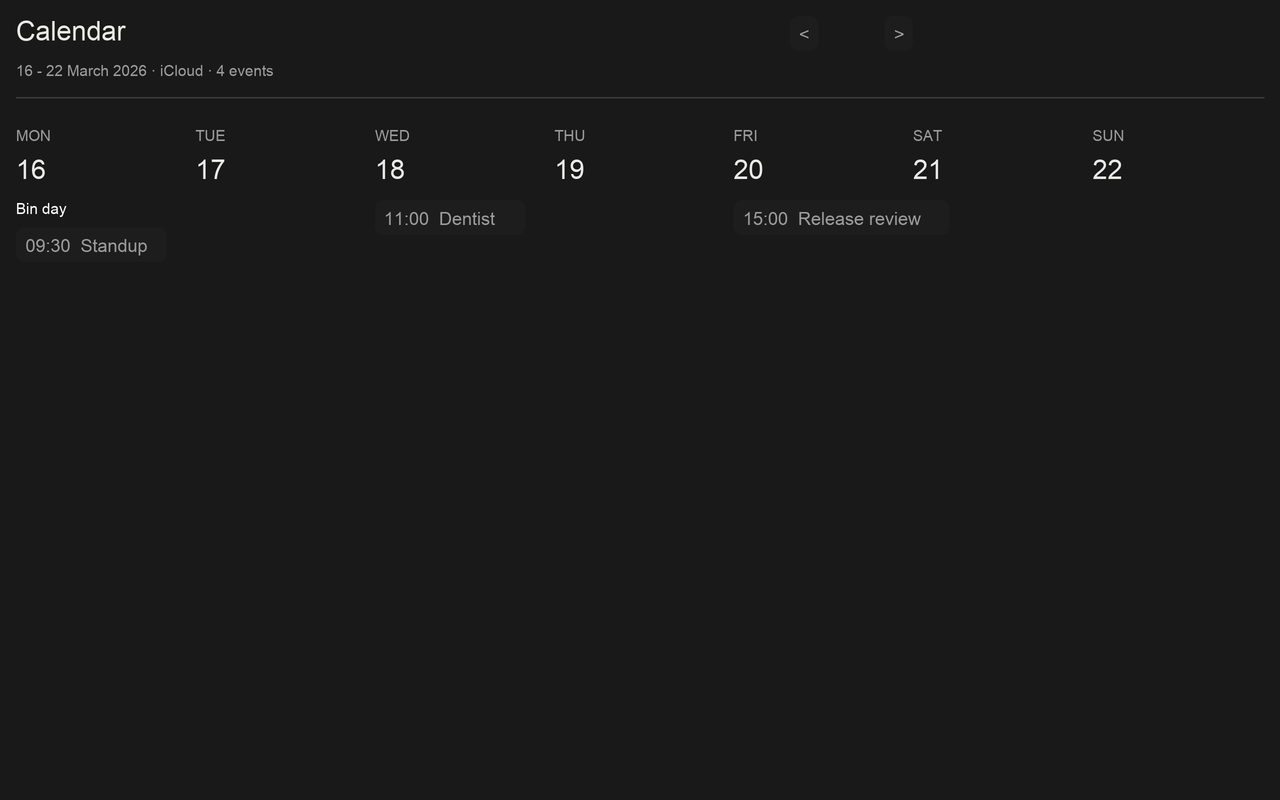 Calendar
< >
16 - 22 March 2026 · iCloud · 4 events
MON TUE WED THU FRI SAT SUN
16 17 18 19 20 21 22
Bin day
09:30 Standup
11:00 Dentist
15:00 Release review